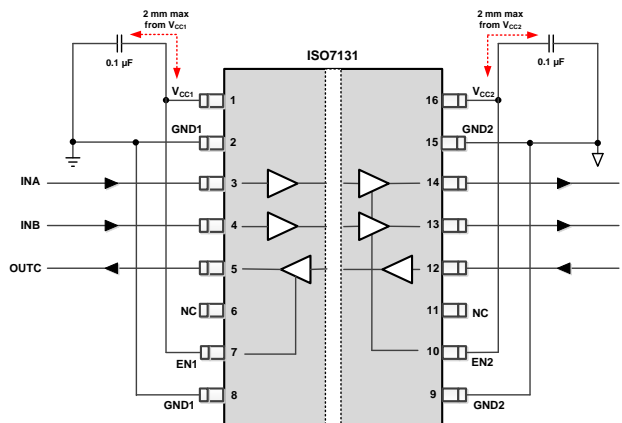 2 mm max
from VCC1
2 mm max
from VCC2
0.1 µF
0.1 µF
ISO7131
VCC1
1
16
VCC2
GND1
2
15
GND2
INA
3
14
INB
4
13
OUTC
5
12
NC
6
11
NC
7
10
EN1
EN2
8
9
GND1
GND2